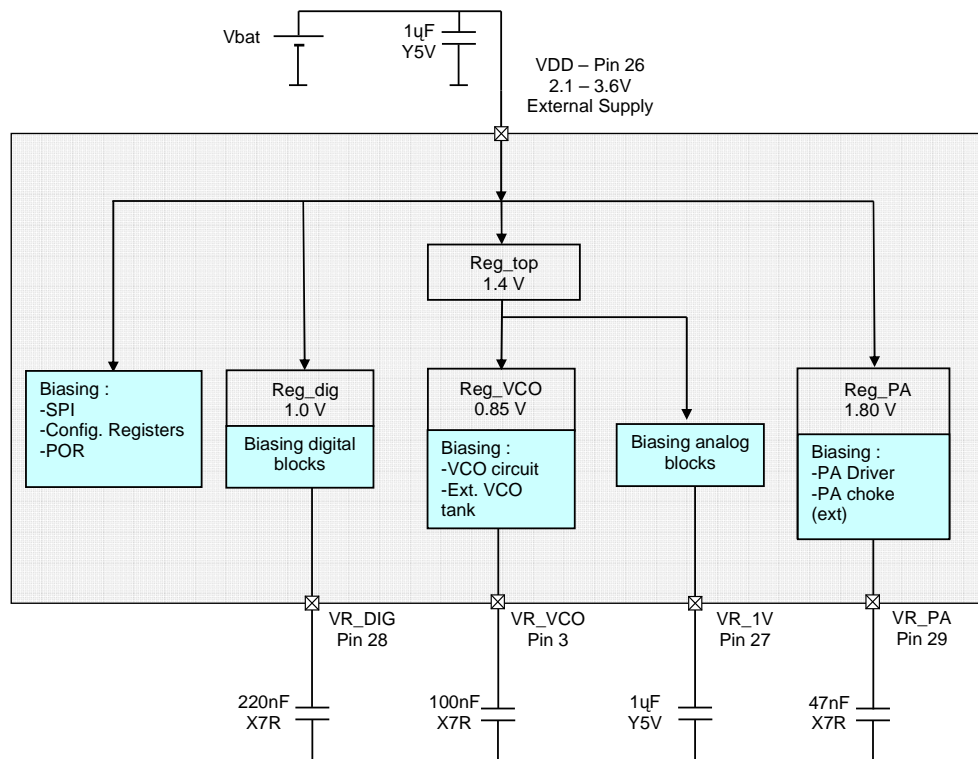 Vbat
1ųF
Y5V
VDD – Pin 26
2.1 – 3.6V
External Supply
Reg_top
1.4 V
Biasing :
-SPI
-Config. Registers
-POR
Reg_dig
1.0 V
Biasing digital
blocks
Reg_VCO
0.85 V
Biasing :
-VCO circuit
-Ext. VCO
tank
Biasing analog
blocks
Reg_PA
1.80 V
Biasing :
-PA Driver
-PA choke
(ext)
VR_DIG
Pin 28
VR_VCO
Pin 3
VR_1V
Pin 27
VR_PA
Pin 29
220nF
X7R
100nF
X7R
1ųF
Y5V
47nF
X7R